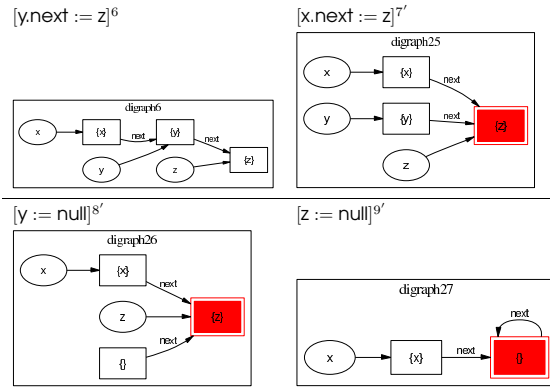 [y.next := z]⁶
digraph6
x
{x}
next
{y}
next
y
z
{z}
[x.next := z]⁷′
digraph25
x
{x}
next
y
{y}
next
{z}
z
[y := null]⁸′
digraph26
x
{x}
next
z
{z}
next
{}
[z := null]⁹′
digraph27
next
x
{x}
next
{}